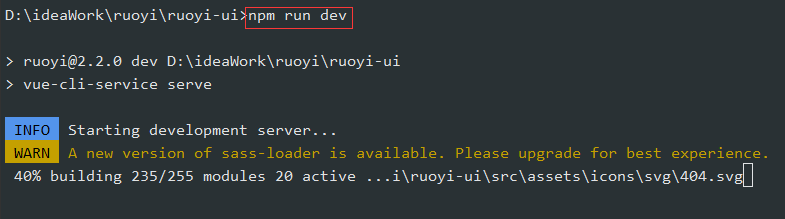 D:\ideaWork\ruoyi\ruoyi-ui>npm run dev
> ruoyi@2.2.0 dev D:\ideaWork\ruoyi\ruoyi-ui
> vue-cli-service serve
INFO Starting development server...
WARN A new version of sass-loader is available. Please upgrade for best experience.
40% building 235/255 modules 20 active ...i\ruoyi-ui\src\assets\icons\svg\404.svg